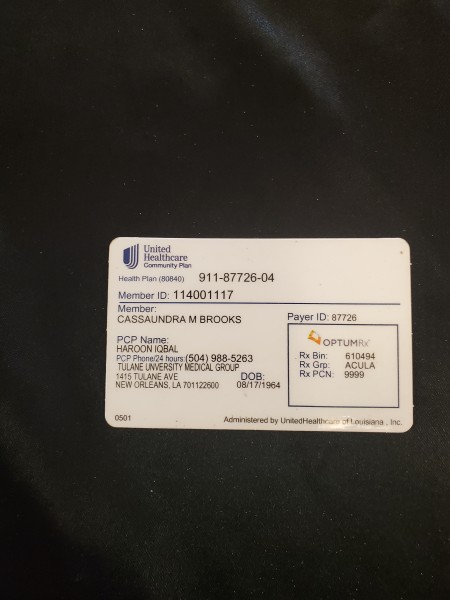 United
Healthcare
Community Plan
Health Plan (80840) 911-87726-04
Member ID: 114001117
Member:
CASSAUNDRA M BROOKS
Payer ID: 87726
PCP Name:
HAROON IQBAL
PCP Phone/24 hours: (504) 988-5263
TULANE UNVERSITY MEDICAL GROUP
1415 TULANE AVE
NEW ORLEANS, LA 701122600
DOB:
08/17/1964
OPTUMRx
Rx Bin: 610494
Rx Grp: ACULA
Rx PCN: 9999
0501
Administered by UnitedHealthcare of Louisiana , Inc.